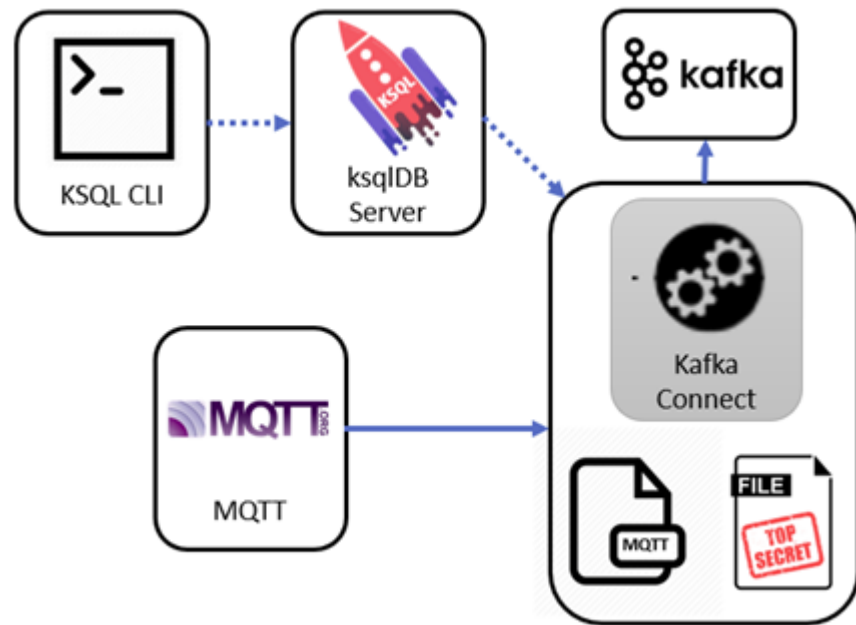 >_
KSQL CLI
KSQL
ksqlDB
Server
kafka
Kafka
Connect
MQTT.ORG
MQTT
MQTT
FILE
TOP
SECRET